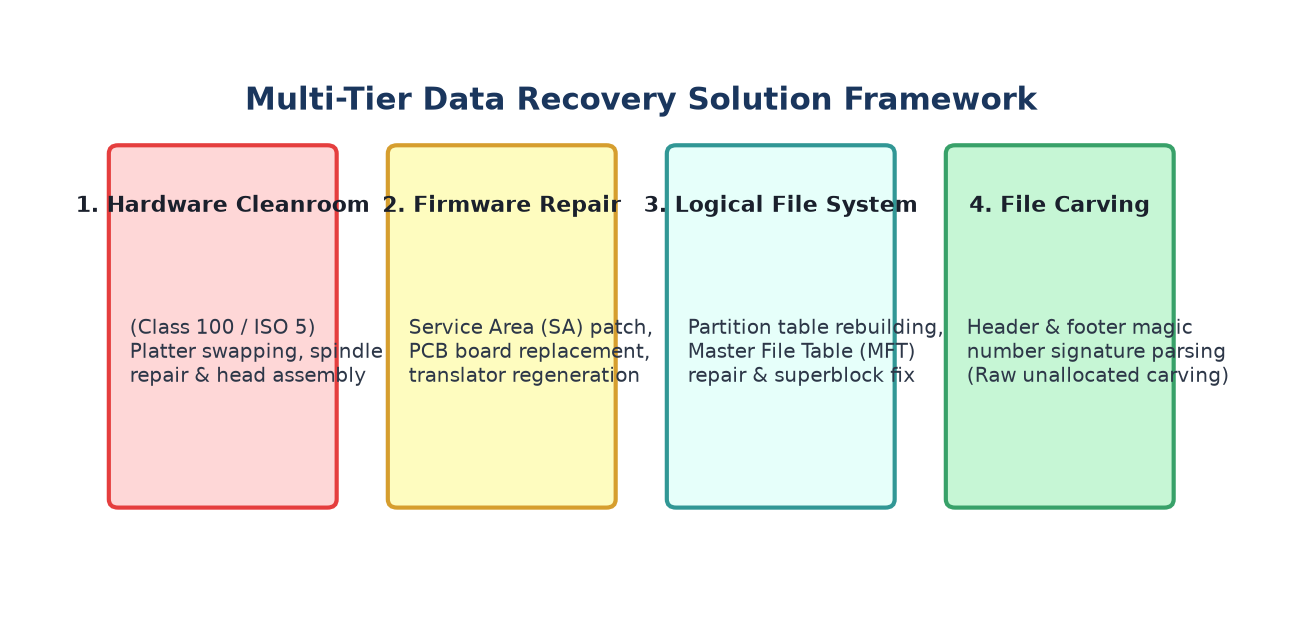 Multi-Tier Data Recovery Solution Framework
1. Hardware Cleanroom
(Class 100 / ISO 5)
Platter swapping, spindle
repair & head assembly
2. Firmware Repair
Service Area (SA) patch,
PCB board replacement,
translator regeneration
3. Logical File System
Partition table rebuilding,
Master File Table (MFT)
repair & superblock fix
4. File Carving
Header & footer magic
number signature parsing
(Raw unallocated carving)